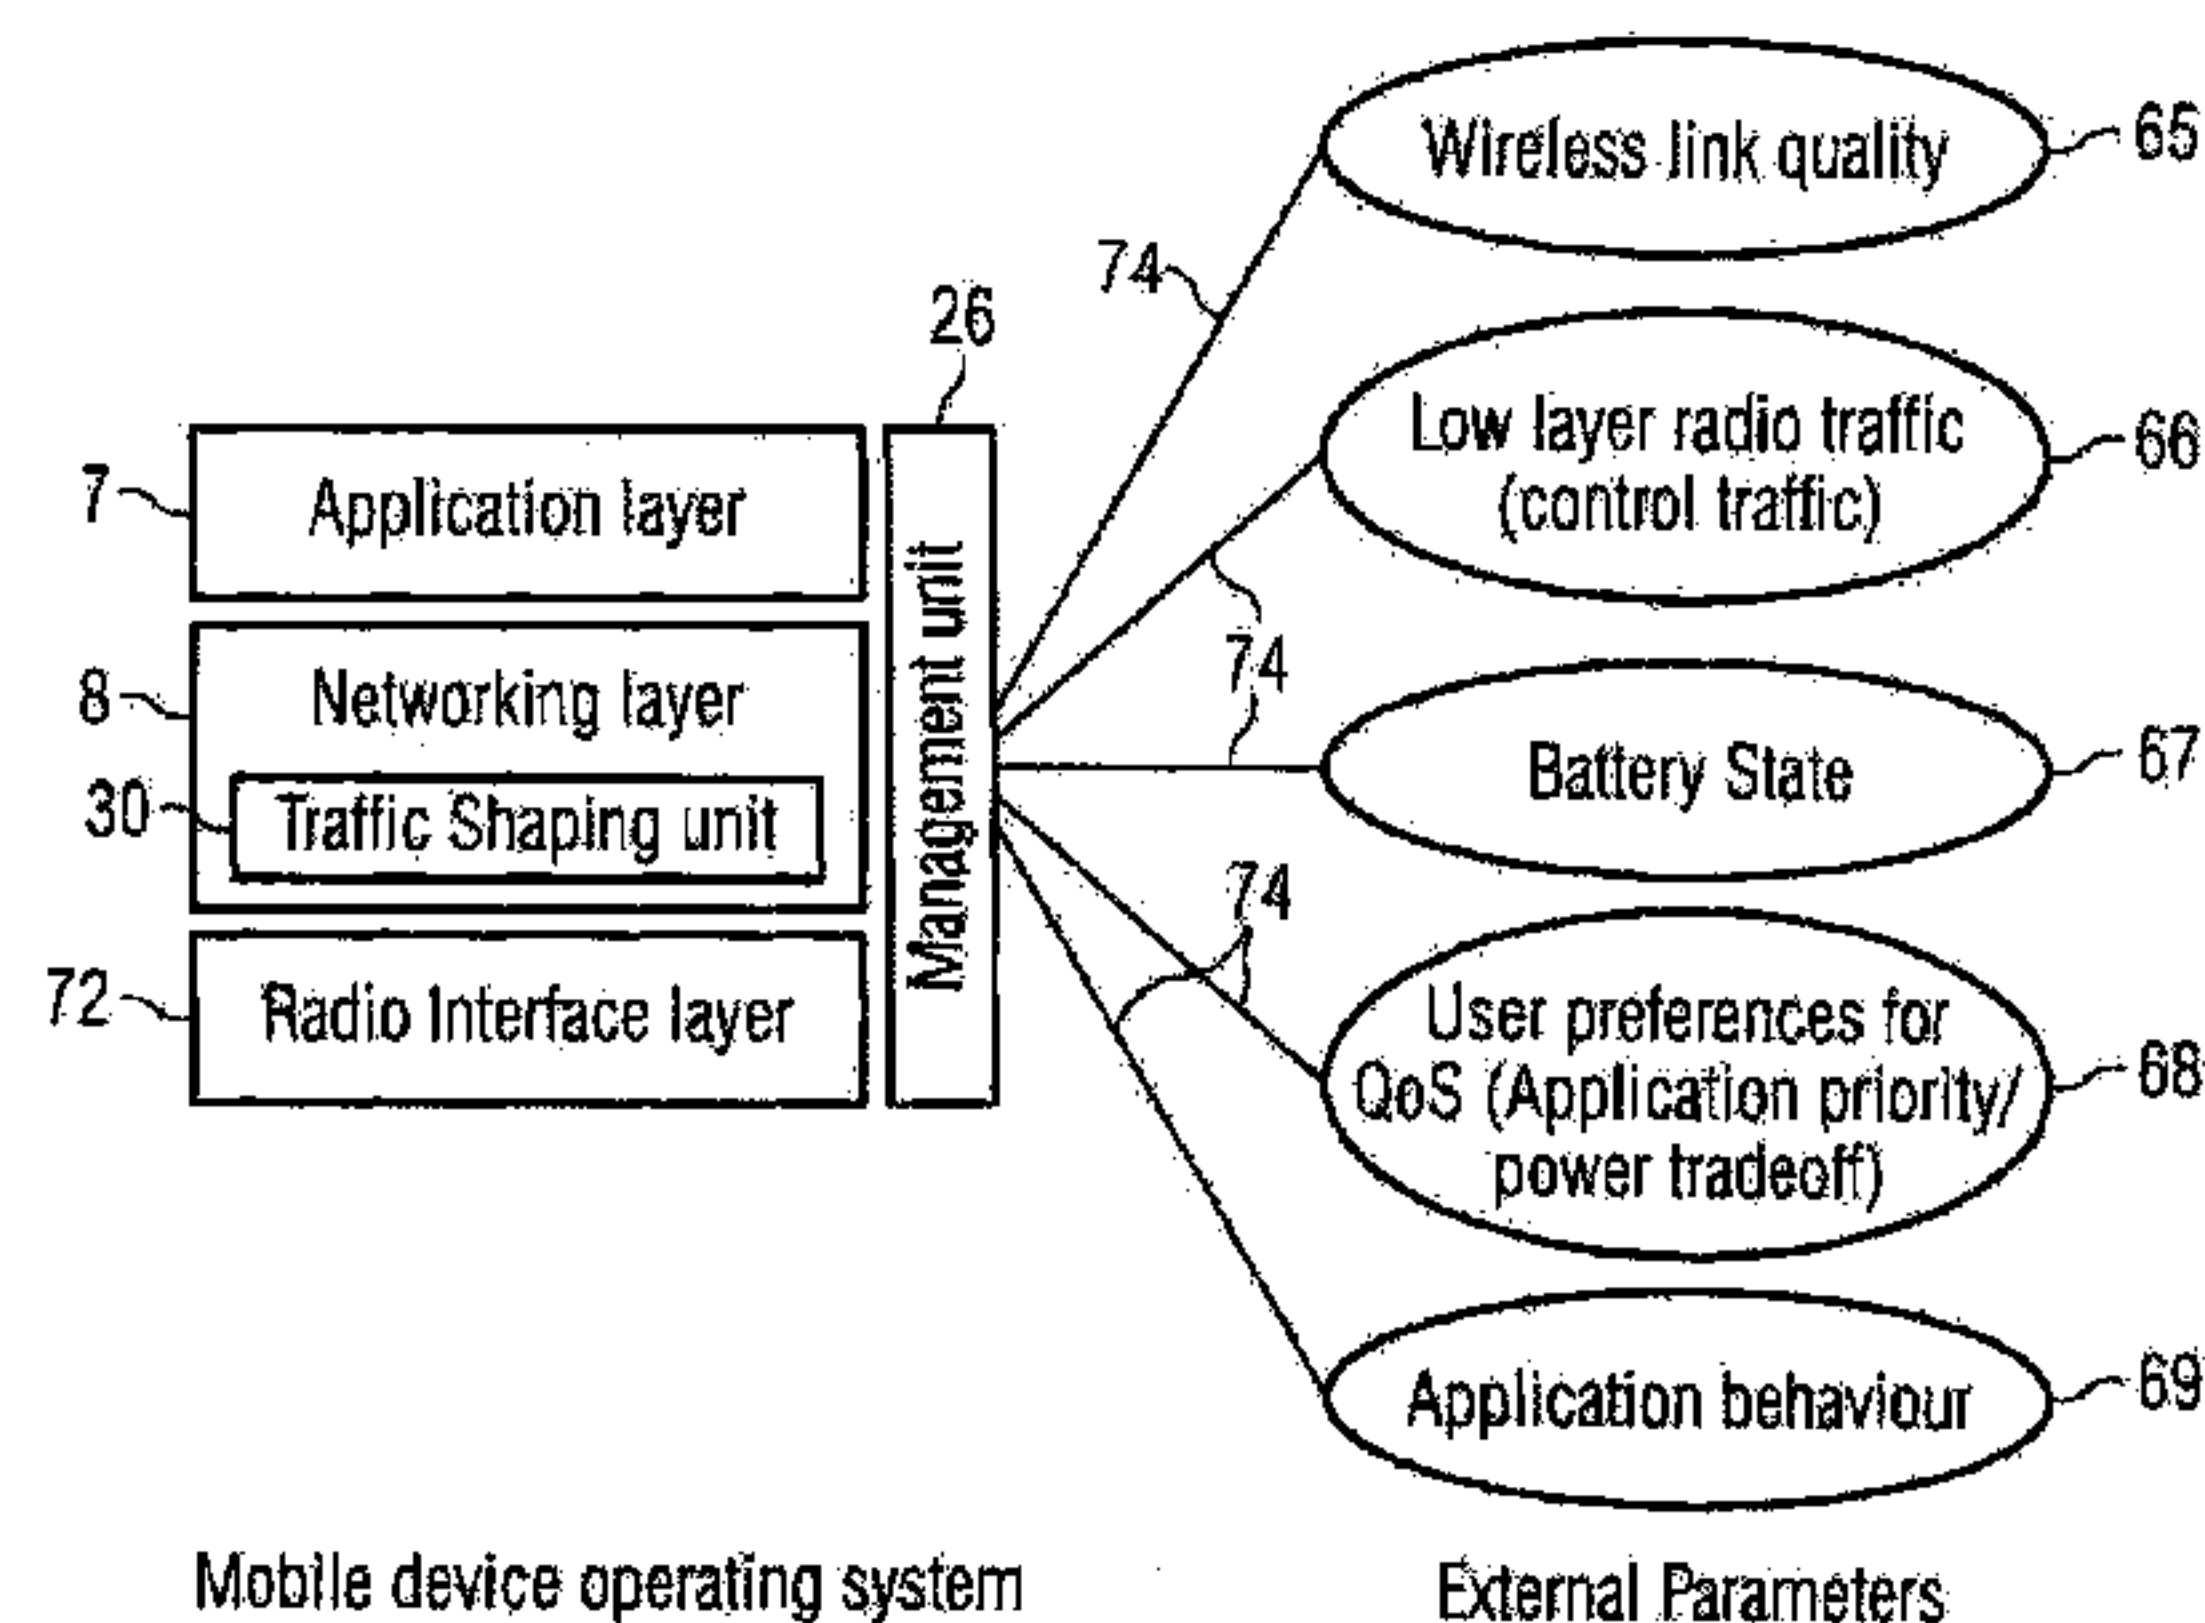 Wireless link quality
65
74
26
Low layer radio traffic
(control traffic)
66
7
Application layer
Management unit
8
Networking layer
74
30
Traffic Shaping unit
Battery State
67
74
72
Radio Interface layer
User preferences for
QoS (Application priority/
power tradeoff)
68
Application behaviour
69
Mobile device operating system
External Parameters